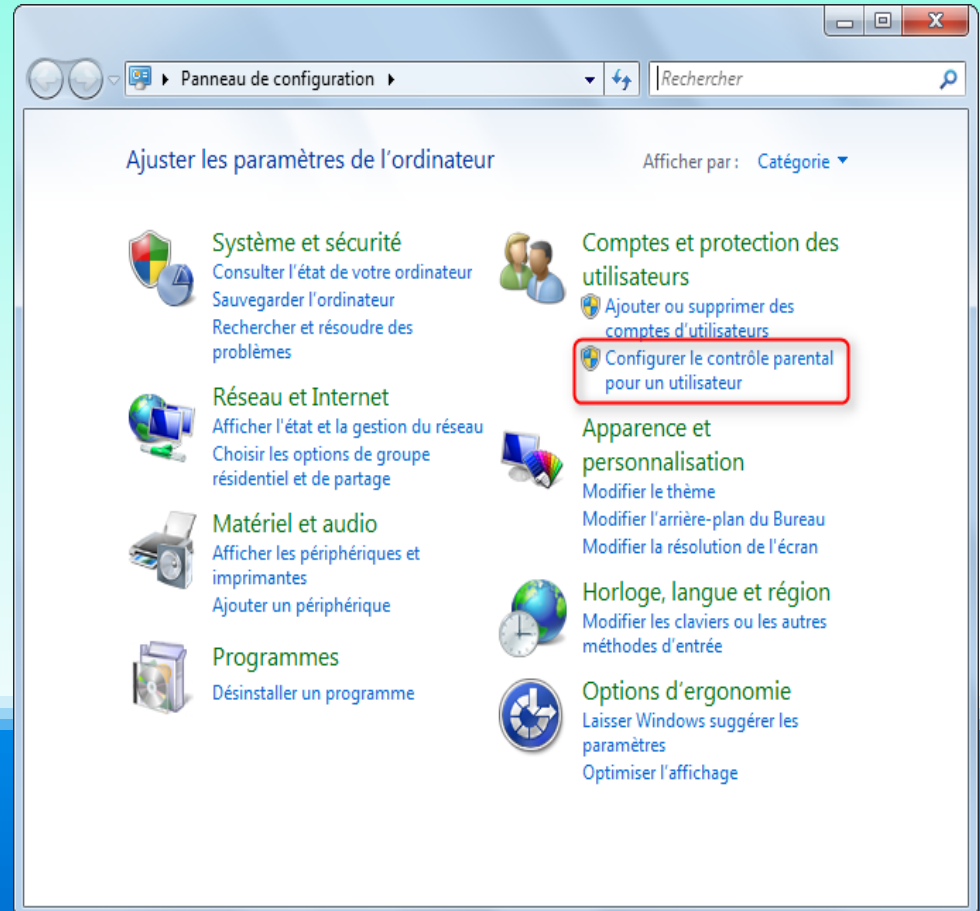 Panneau de configuration
Rechercher
Ajuster les paramètres de l'ordinateur
Afficher par : Catégorie
Système et sécurité
Consulter l'état de votre ordinateur
Sauvegarder l'ordinateur
Rechercher et résoudre des
problèmes
Réseau et Internet
Afficher l'état et la gestion du réseau
Choisir les options de groupe
résidentiel et de partage
Matériel et audio
Afficher les périphériques et
imprimantes
Ajouter un périphérique
Programmes
Désinstaller un programme
Comptes et protection des
utilisateurs
Ajouter ou supprimer des
comptes d'utilisateurs
Configurer le contrôle parental
pour un utilisateur
Apparence et
personnalisation
Modifier le thème
Modifier l'arrière-plan du Bureau
Modifier la résolution de l'écran
Horloge, langue et région
Modifier les claviers ou les autres
méthodes d'entrée
Options d'ergonomie
Laisser Windows suggérer les
paramètres
Optimiser l'affichage